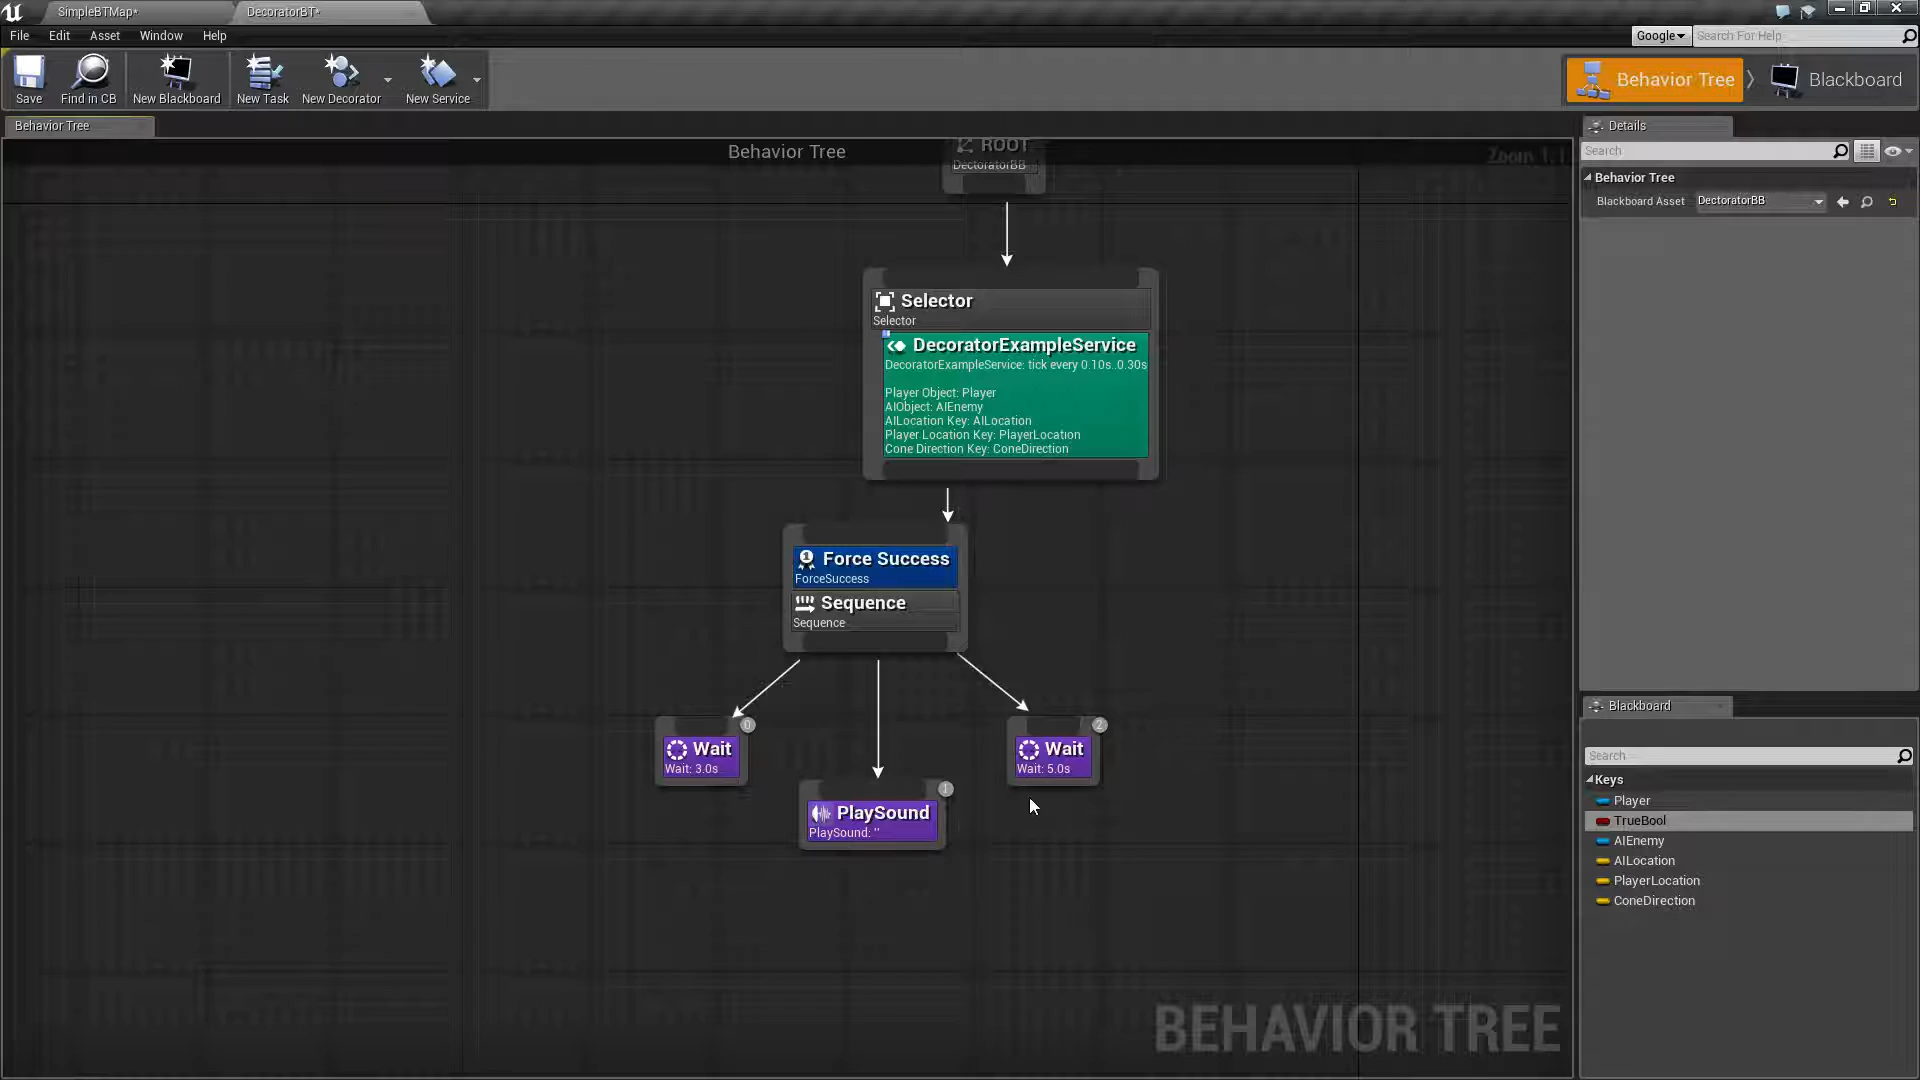 SimpleBTMap*
DecoratorBT*
File Edit Asset Window Help
Google
Search For Help
Save
Find in CB
New Blackboard
New Task
New Decorator
New Service
Behavior Tree
Blackboard
Behavior Tree
Behavior Tree
Zoom 1:1
ROOT
DectoratorBB
Selector
Selector
DecoratorExampleService
DecoratorExampleService: tick every 0.10s..0.30s
Player Object: Player
AIObject: AIEnemy
AILocation Key: AILocation
Player Location Key: PlayerLocation
Cone Direction Key: ConeDirection
1
Force Success
ForceSuccess
Sequence
Sequence
0
Wait
Wait: 3.0s
1
PlaySound
PlaySound: ''
2
Wait
Wait: 5.0s
BEHAVIOR TREE
Details
Search
Behavior Tree
Blackboard Asset
DectoratorBB
Blackboard
Search
Keys
Player
TrueBool
AIEnemy
AILocation
PlayerLocation
ConeDirection